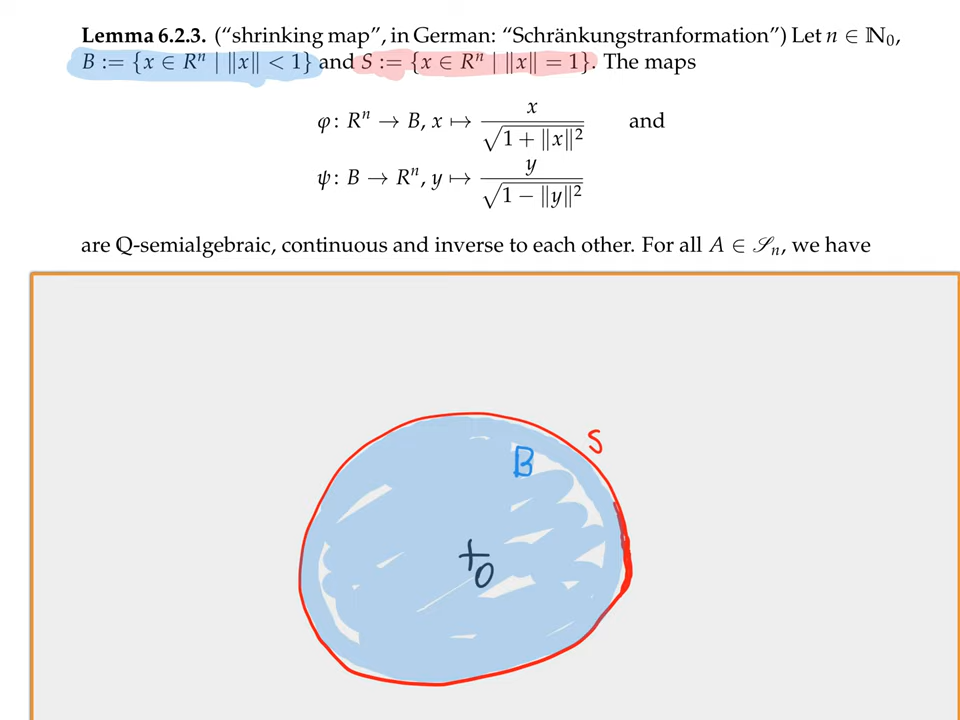 Lemma 6.2.3. (“shrinking map”, in German: “Schränkungstranformation”) Let n ∈ ℕ₀,
B := {x ∈ Rⁿ | ‖x‖ < 1} and S := {x ∈ Rⁿ | ‖x‖ = 1}. The maps
φ: Rⁿ → B, x ↦ x / √(1 + ‖x‖²) and
ψ: B → Rⁿ, y ↦ y / √(1 − ‖y‖²)
are ℚ-semialgebraic, continuous and inverse to each other. For all A ∈ 𝒮ₙ, we have
S
B
0